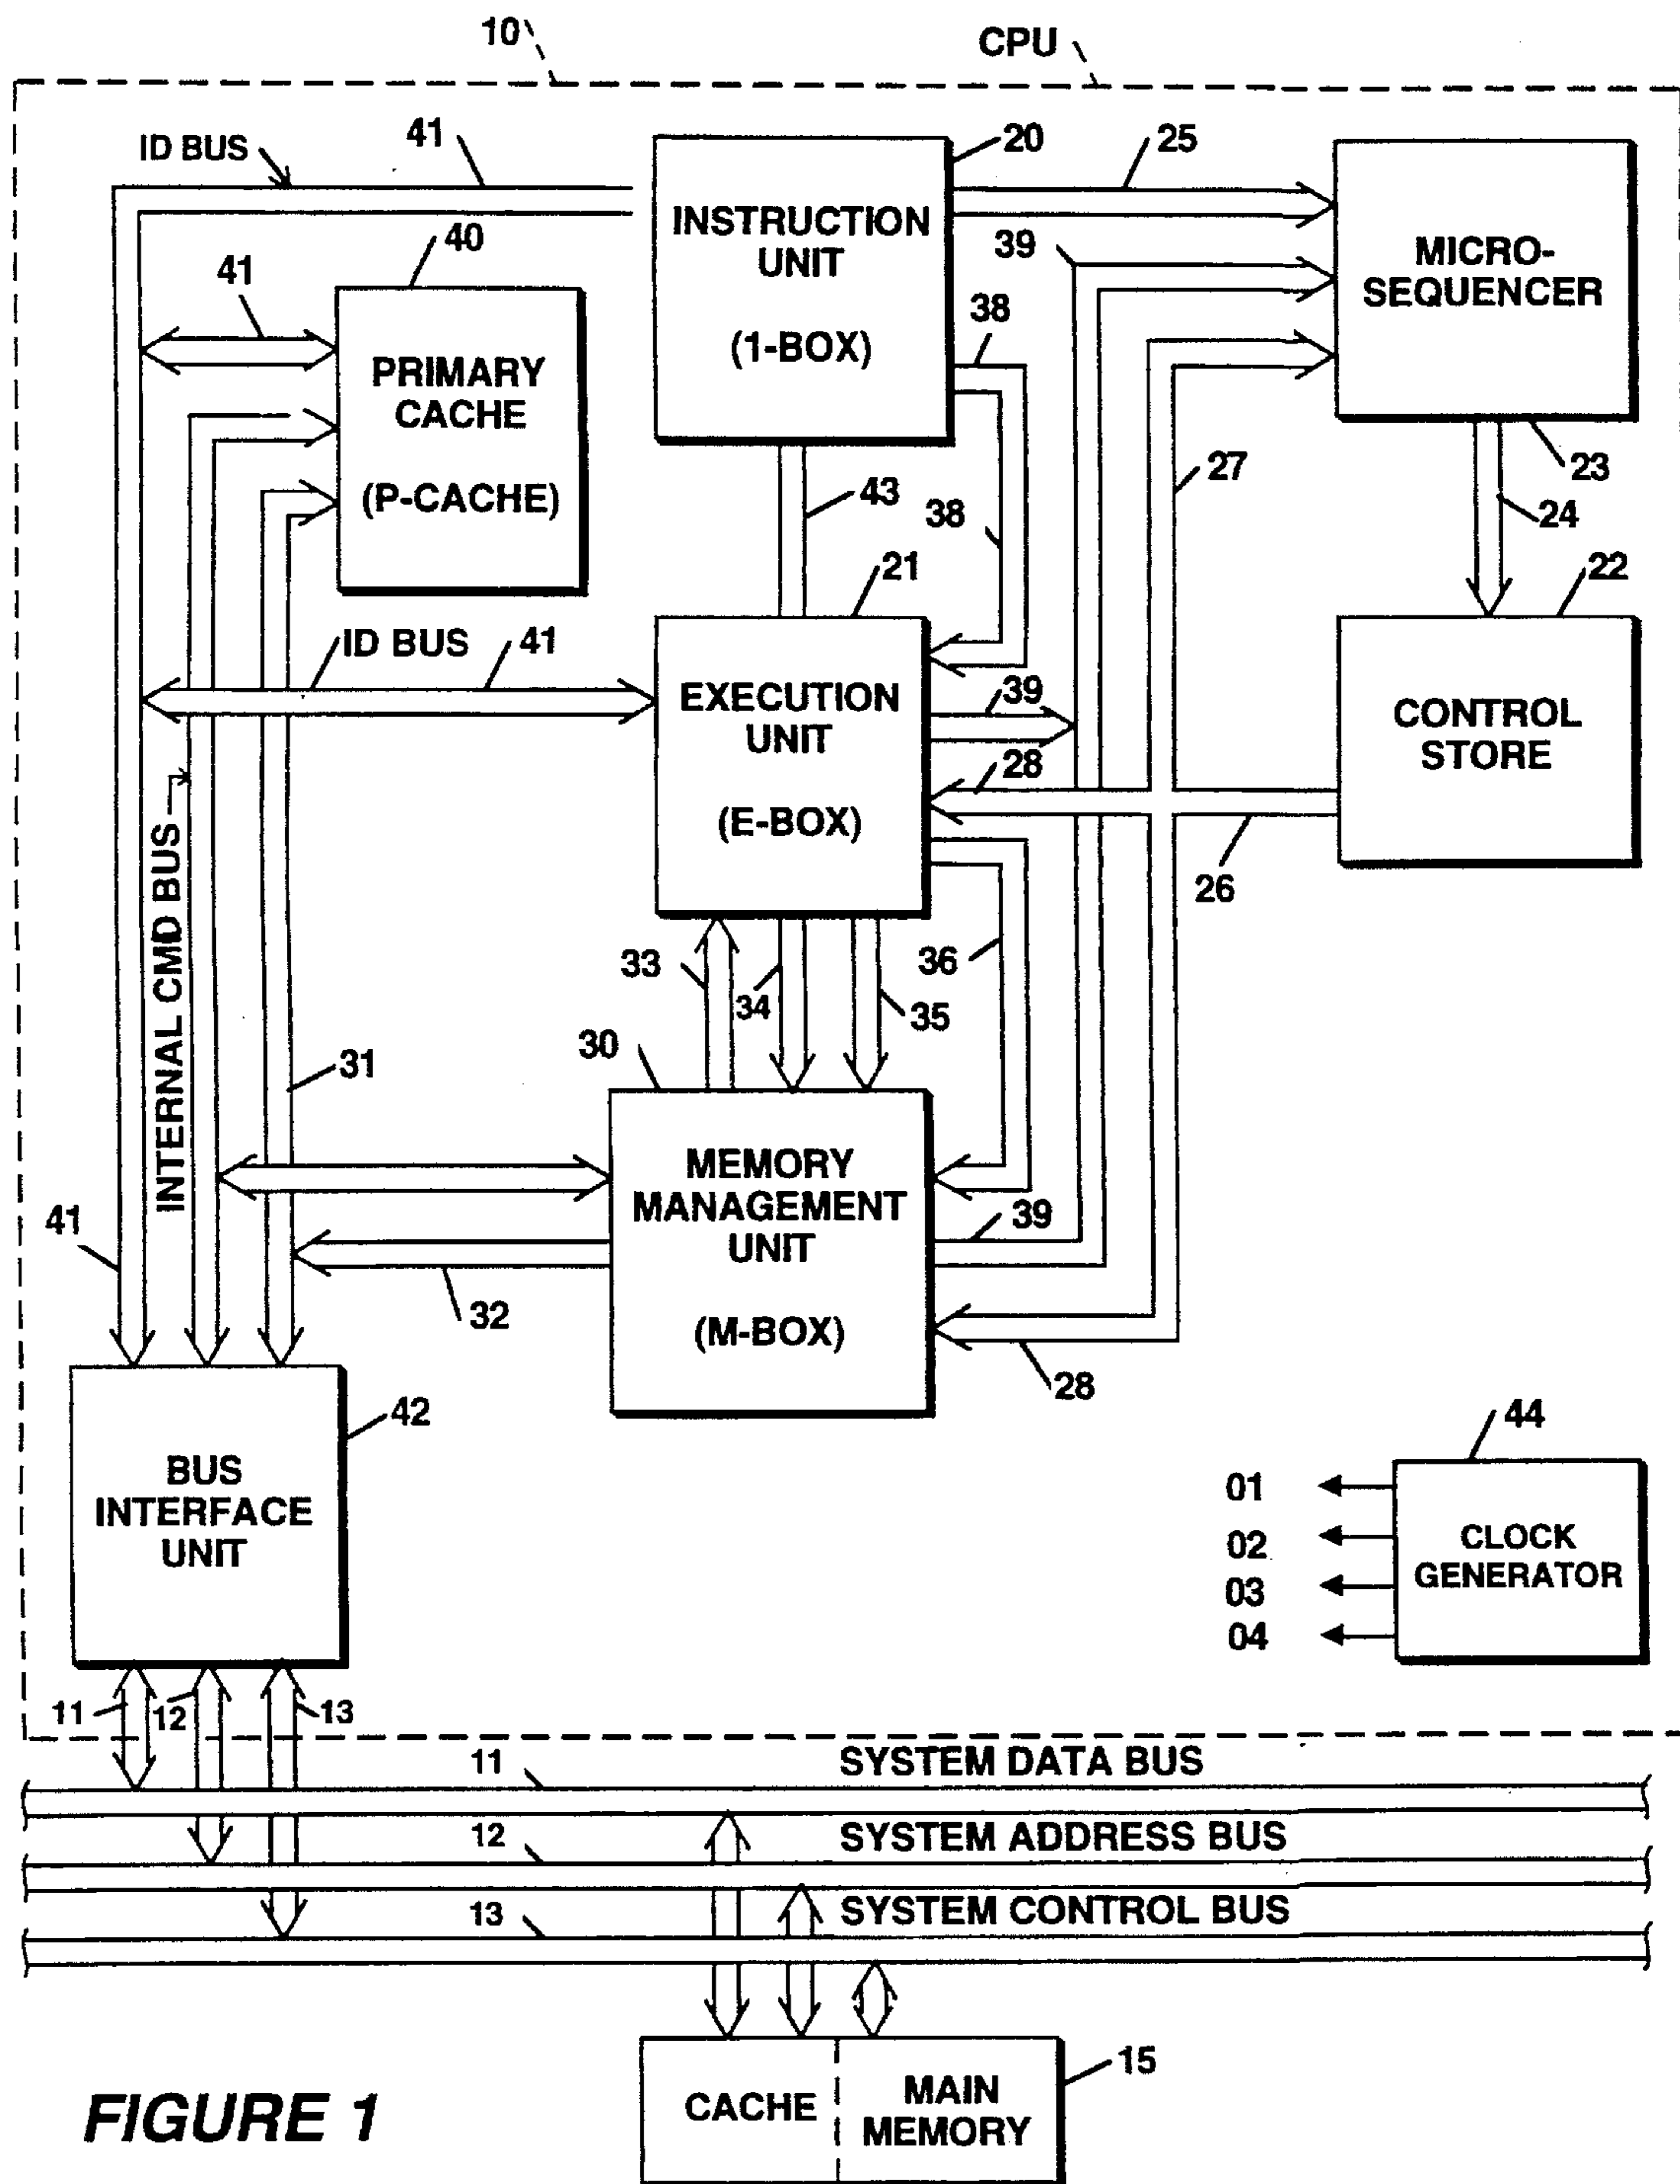 10
CPU
ID BUS
41
20
25
INSTRUCTION
UNIT
(1-BOX)
MICRO-
SEQUENCER
39
40
41
38
PRIMARY
CACHE
(P-CACHE)
43
38
27
23
24
21
22
ID BUS
41
EXECUTION
UNIT
(E-BOX)
39
28
CONTROL
STORE
26
INTERNAL CMD BUS
33
34
35
36
30
31
MEMORY
MANAGEMENT
UNIT
(M-BOX)
39
41
32
28
42
BUS
INTERFACE
UNIT
44
CLOCK
GENERATOR
01
02
03
04
11
12
13
11
SYSTEM DATA BUS
12
SYSTEM ADDRESS BUS
13
SYSTEM CONTROL BUS
15
CACHE
MAIN
MEMORY
FIGURE 1